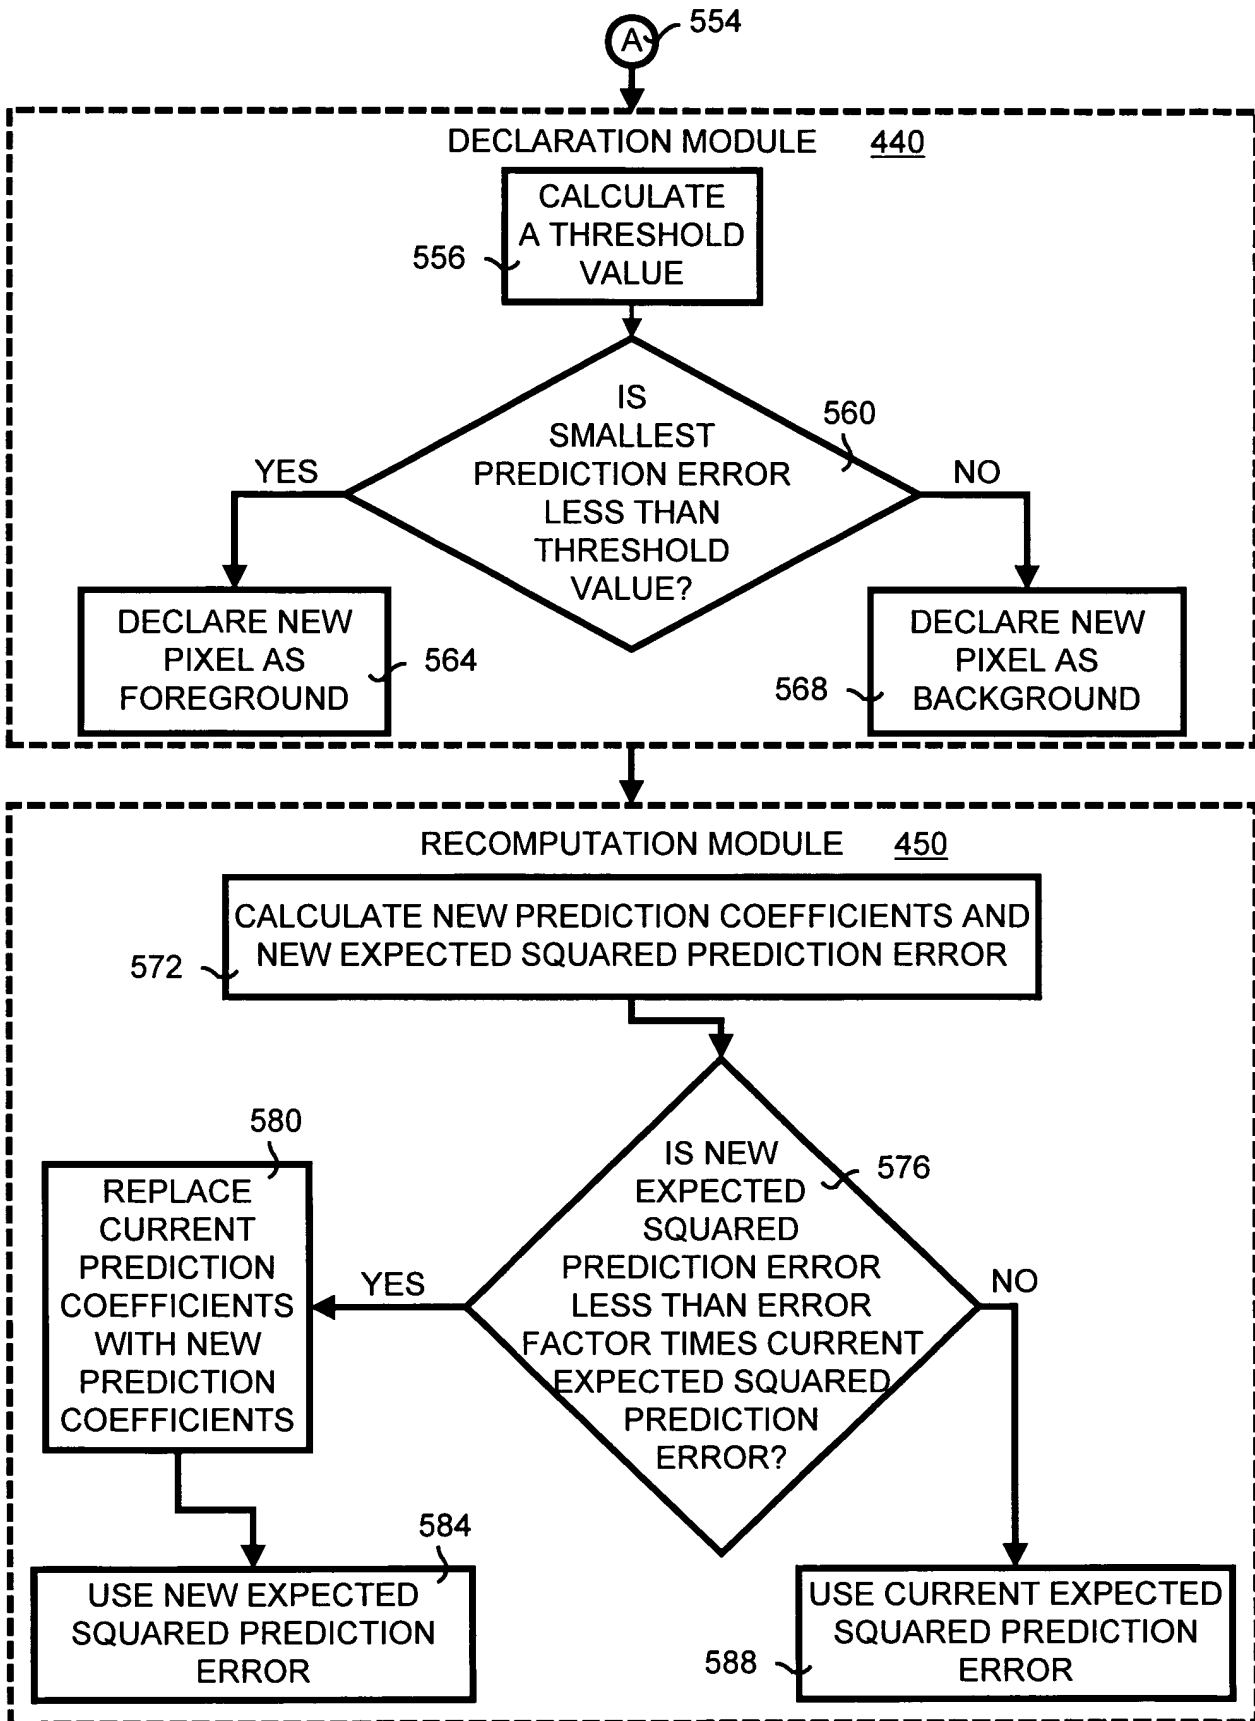 A
554
DECLARATION MODULE 440
CALCULATE
A THRESHOLD
VALUE
556
IS
SMALLEST
PREDICTION ERROR
LESS THAN
THRESHOLD
VALUE?
560
YES
NO
DECLARE NEW
PIXEL AS
FOREGROUND
564
DECLARE NEW
PIXEL AS
BACKGROUND
568
RECOMPUTATION MODULE 450
CALCULATE NEW PREDICTION COEFFICIENTS AND
NEW EXPECTED SQUARED PREDICTION ERROR
572
IS NEW
EXPECTED
SQUARED
PREDICTION ERROR
LESS THAN ERROR
FACTOR TIMES CURRENT
EXPECTED SQUARED
PREDICTION
ERROR?
576
YES
NO
580
REPLACE
CURRENT
PREDICTION
COEFFICIENTS
WITH NEW
PREDICTION
COEFFICIENTS
584
USE NEW EXPECTED
SQUARED PREDICTION
ERROR
USE CURRENT EXPECTED
SQUARED PREDICTION
ERROR
588